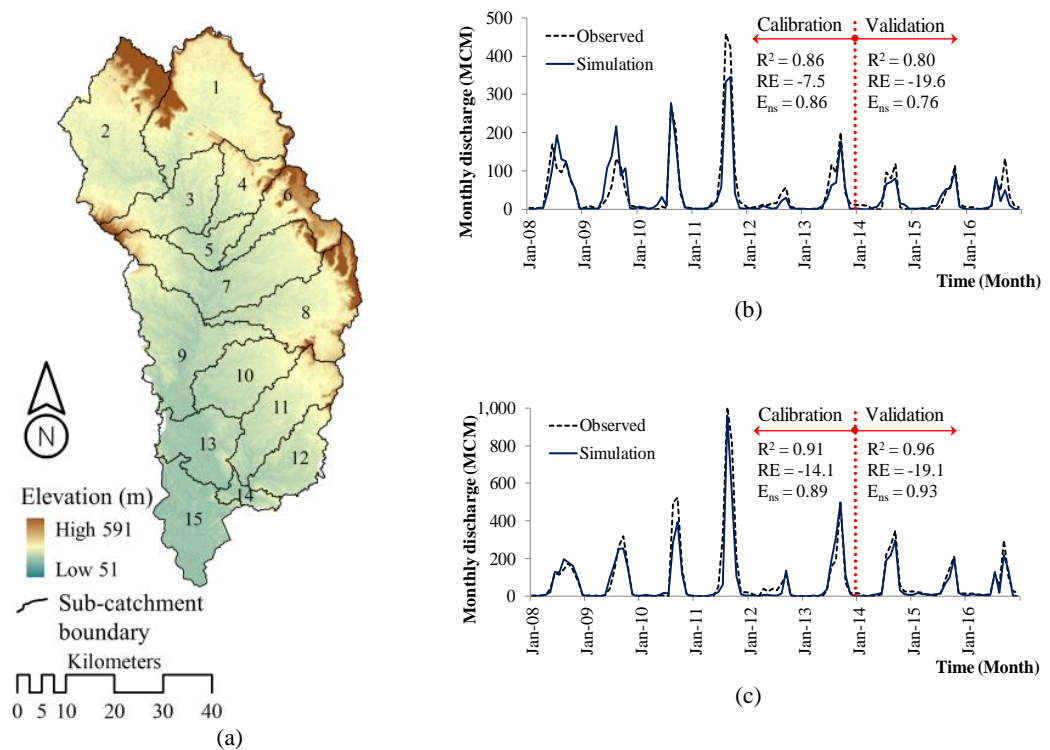 1
2
3
4
6
5
7
8
9
10
11
13
12
14
15
N
Elevation (m)
High 591
Low 51
Sub-catchment
boundary
Kilometers
0 5 10 20 30 40
(a)
Monthly discharge (MCM)
500
400
300
200
100
0
Observed
Simulation
Calibration
Validation
R² = 0.86
RE = -7.5
Eₙₛ = 0.86
R² = 0.80
RE = -19.6
Eₙₛ = 0.76
Jan-08
Jan-09
Jan-10
Jan-11
Jan-12
Jan-13
Jan-14
Jan-15
Jan-16
Time (Month)
(b)
Monthly discharge (MCM)
1,000
800
600
400
200
0
Observed
Simulation
Calibration
Validation
R² = 0.91
RE = -14.1
Eₙₛ = 0.89
R² = 0.96
RE = -19.1
Eₙₛ = 0.93
Jan-08
Jan-09
Jan-10
Jan-11
Jan-12
Jan-13
Jan-14
Jan-15
Jan-16
Time (Month)
(c)